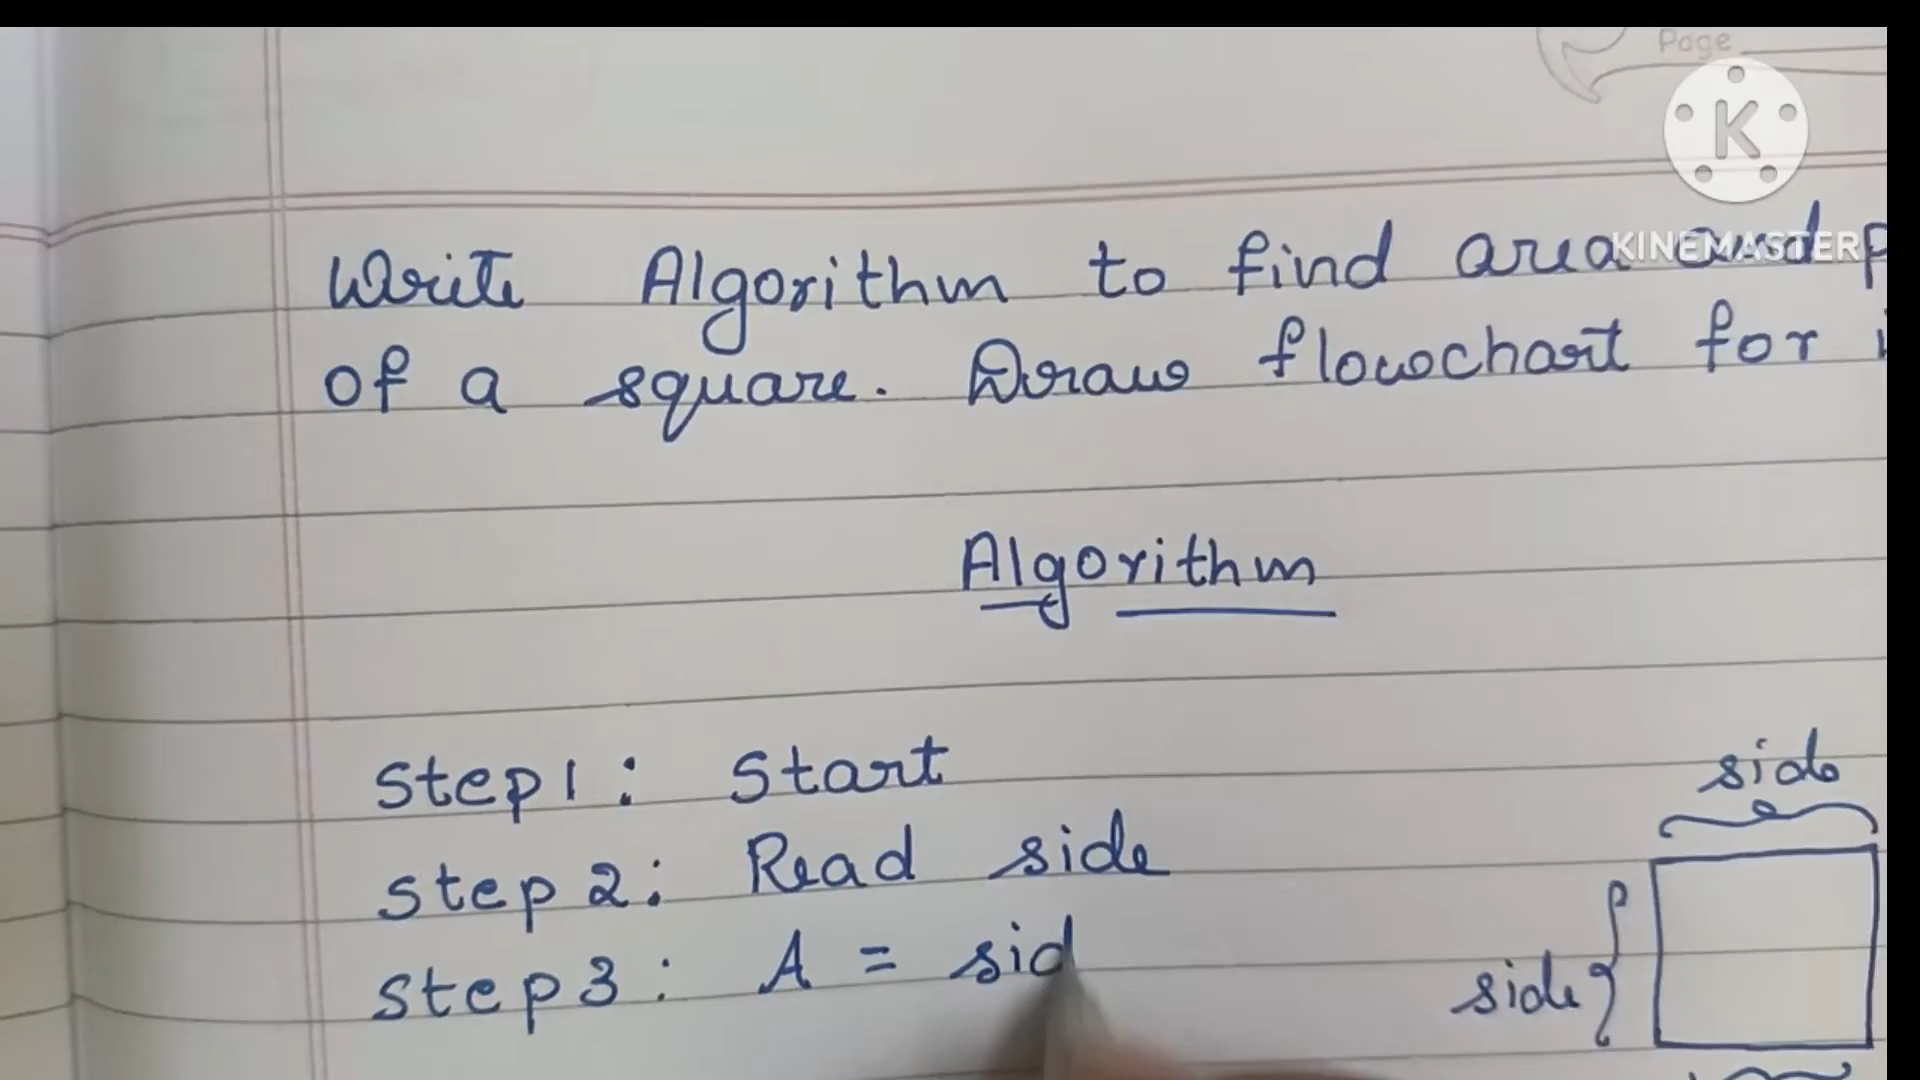 Page
K
KINEMASTER
Write Algorithm to find area and p
of a square. Draw flowchart for i
Algorithm
Step1: Start
side
Step2: Read side
Step3: A = sid
side